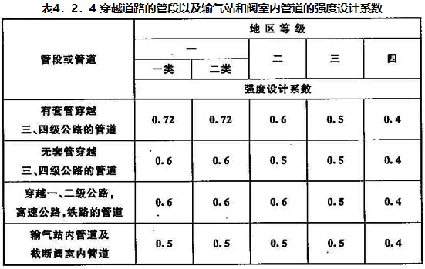 表4．2．4 穿越道路的管段以及输气站和阀室内管道的强度设计系数
管段或管道
地区等级
一 二 三 四
一类 二类
强度设计系数
有套管穿越
三、四级公路的管道
0.72 0.72 0.6 0.5 0.4
无套管穿越
三、四级公路的管道
0.6 0.6 0.5 0.5 0.4
穿越一、二级公路，
高速公路，铁路的管道
0.6 0.6 0.6 0.5 0.4
输气站内管道及
截断阀室内管道
0.5 0.5 0.5 0.5 0.4